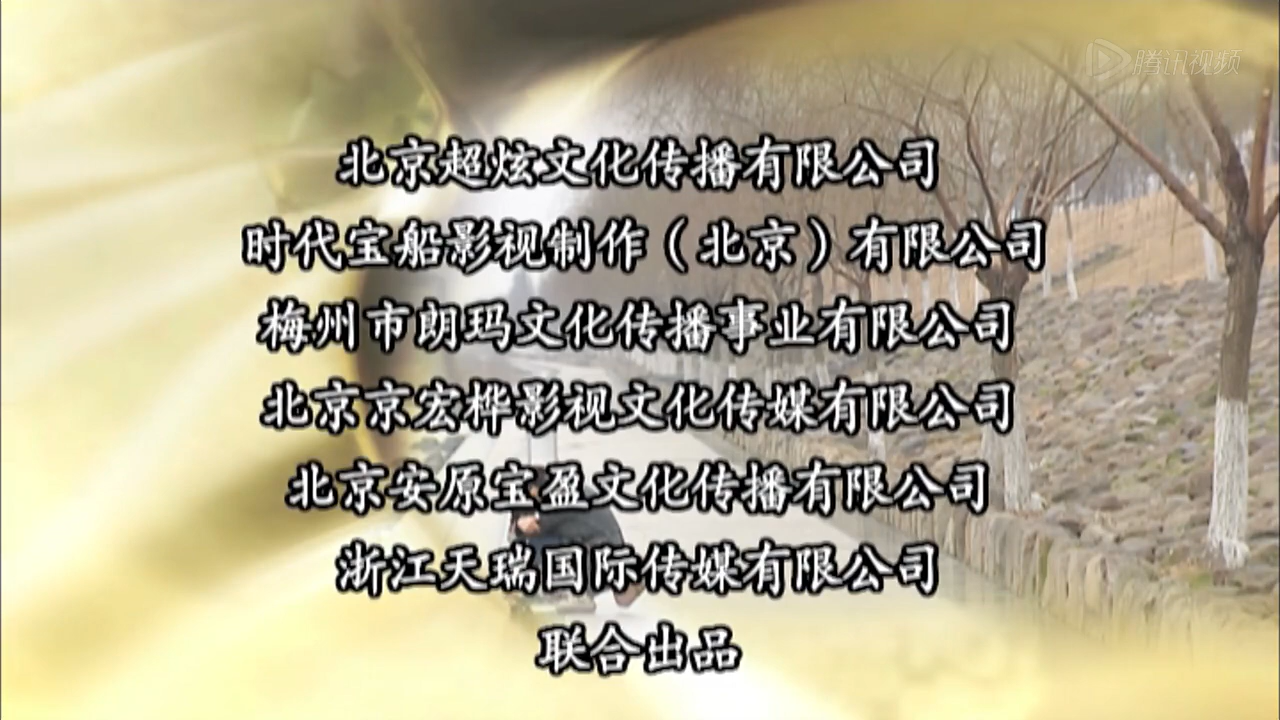 腾讯视频
北京超炫文化传播有限公司
时代宝船影视制作（北京）有限公司
梅州市朗玛文化传播事业有限公司
北京京宏桦影视文化传媒有限公司
北京安原宝盈文化传播有限公司
浙江天瑞国际传媒有限公司
联合出品